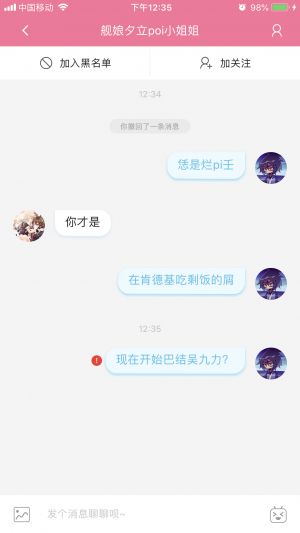 中国移动
下午12:35
98%
舰娘夕立poi小姐姐
加入黑名单
加关注
12:34
你撤回了一条消息
恁是烂pi壬
你才是
在肯德基吃剩饭的屑
12:35
现在开始巴结吴九力?
发个消息聊聊呗~